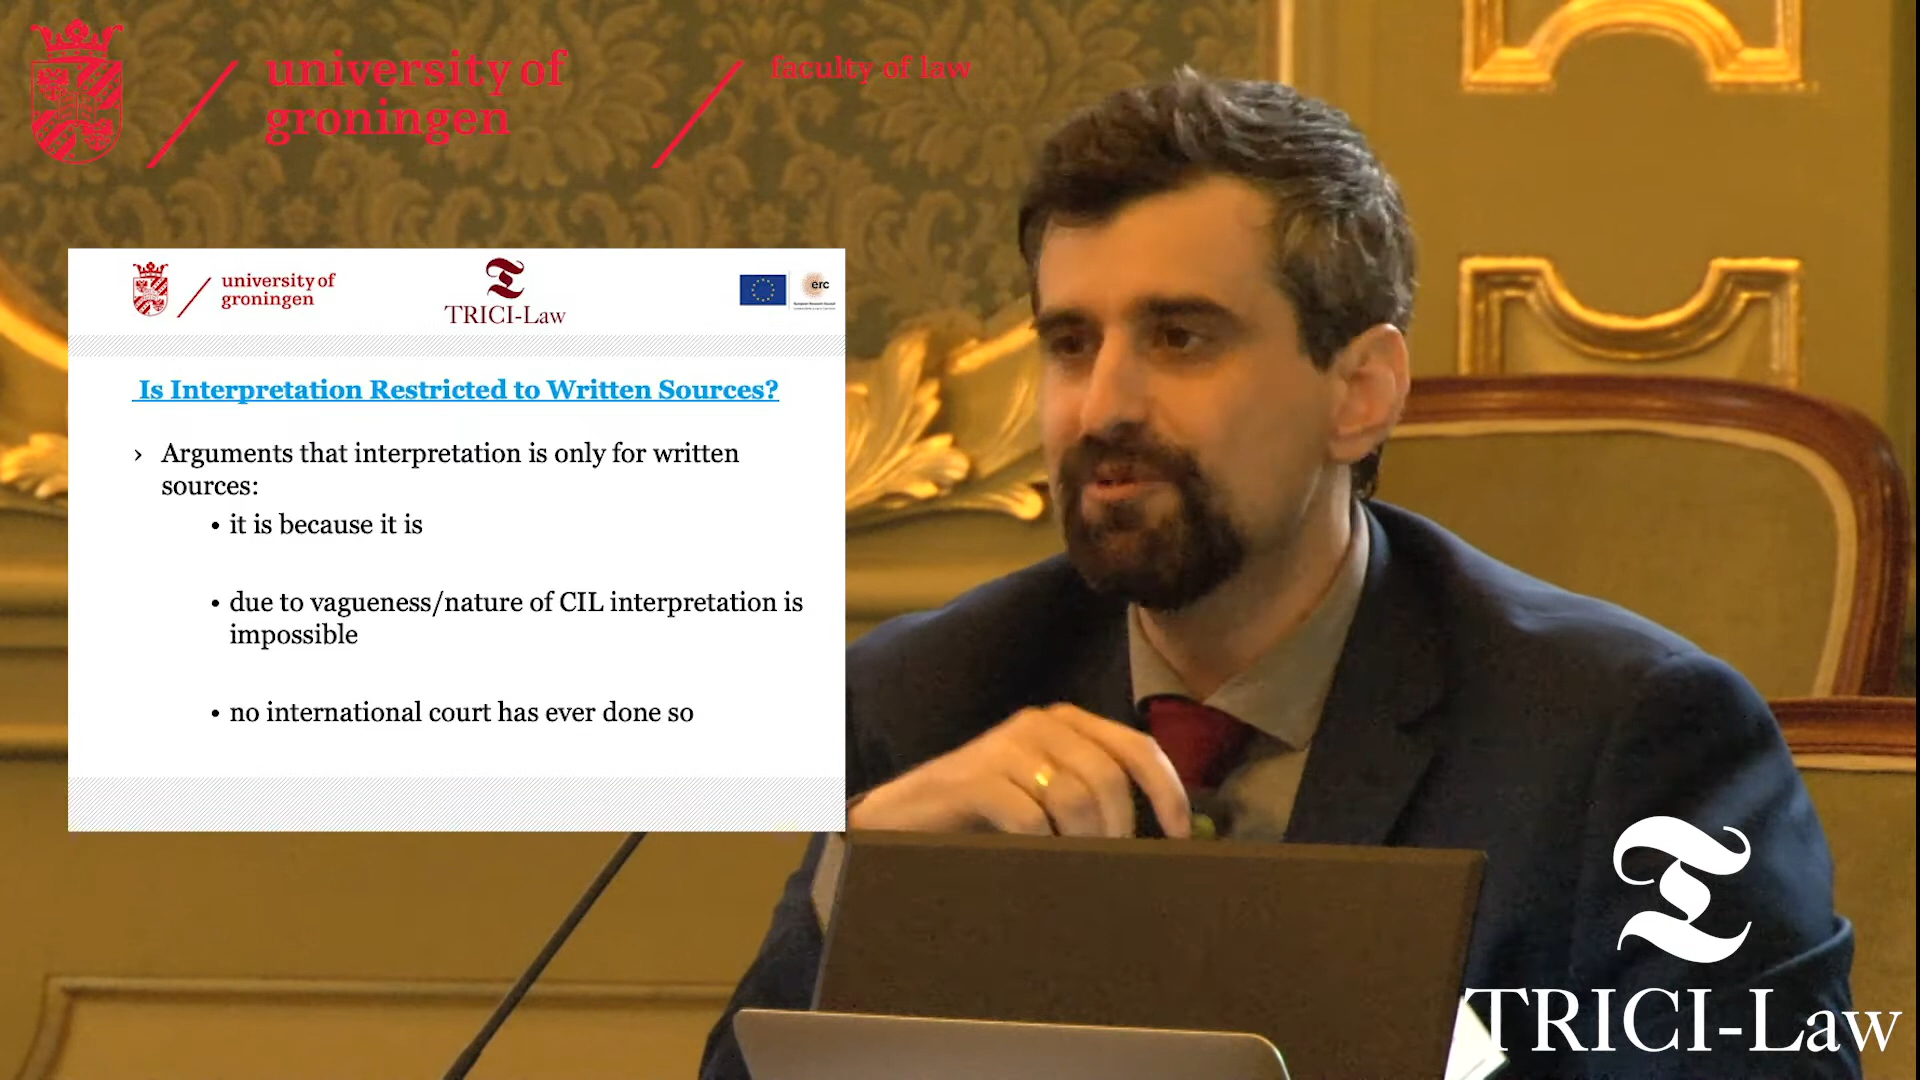 university of
groningen
faculty of law
university of
groningen
TRICI-Law
erc
Is Interpretation Restricted to Written Sources?
› Arguments that interpretation is only for written
sources:
• it is because it is
• due to vagueness/nature of CIL interpretation is
impossible
• no international court has ever done so
TRICI-Law